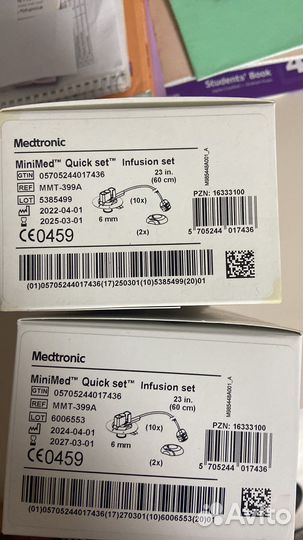 Students' Book
4
Medtronic
MiniMed™ Quick set™ Infusion set
GTIN 05705244017436
23 in.
(60 cm)
REF MMT-399A
LOT 5385499
(10x)
PZN: 16333100
2022-04-01
2025-03-01
6 mm
CE0459
(2x)
5 705244 017436
M985448A001_A
(01)05705244017436(17)250301(10)5385499(20)01
Medtronic
MiniMed™ Quick set™ Infusion set
GTIN 05705244017436
23 in.
(60 cm)
REF MMT-399A
LOT 6006553
(10x)
PZN: 16333100
2024-04-01
2027-03-01
6 mm
CE0459
(2x)
5 705244 017436
M985448A001_A
(01)05705244017436(17)270301(10)6006553(20)01
Avito